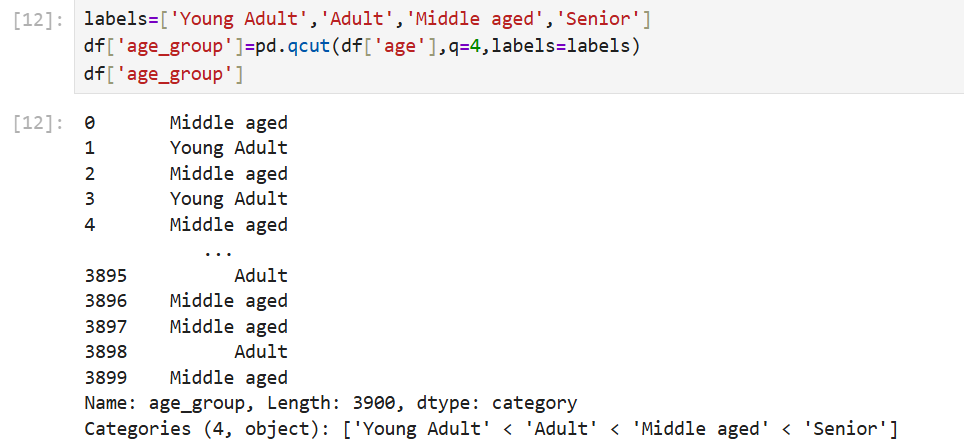 [12]: labels=['Young Adult','Adult','Middle aged','Senior']
df['age_group']=pd.qcut(df['age'],q=4,labels=labels)
df['age_group']
[12]: 0 Middle aged
1 Young Adult
2 Middle aged
3 Young Adult
4 Middle aged
...
3895 Adult
3896 Middle aged
3897 Middle aged
3898 Adult
3899 Middle aged
Name: age_group, Length: 3900, dtype: category
Categories (4, object): ['Young Adult' < 'Adult' < 'Middle aged' < 'Senior']